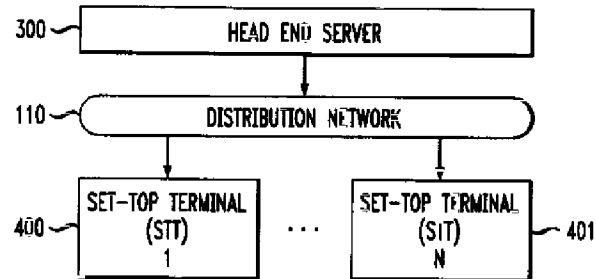 300
HEAD END SERVER
110
DISTRIBUTION NETWORK
SET-TOP TERMINAL
(STT)
1
400
...
SET-TOP TERMINAL
(STT)
N
401